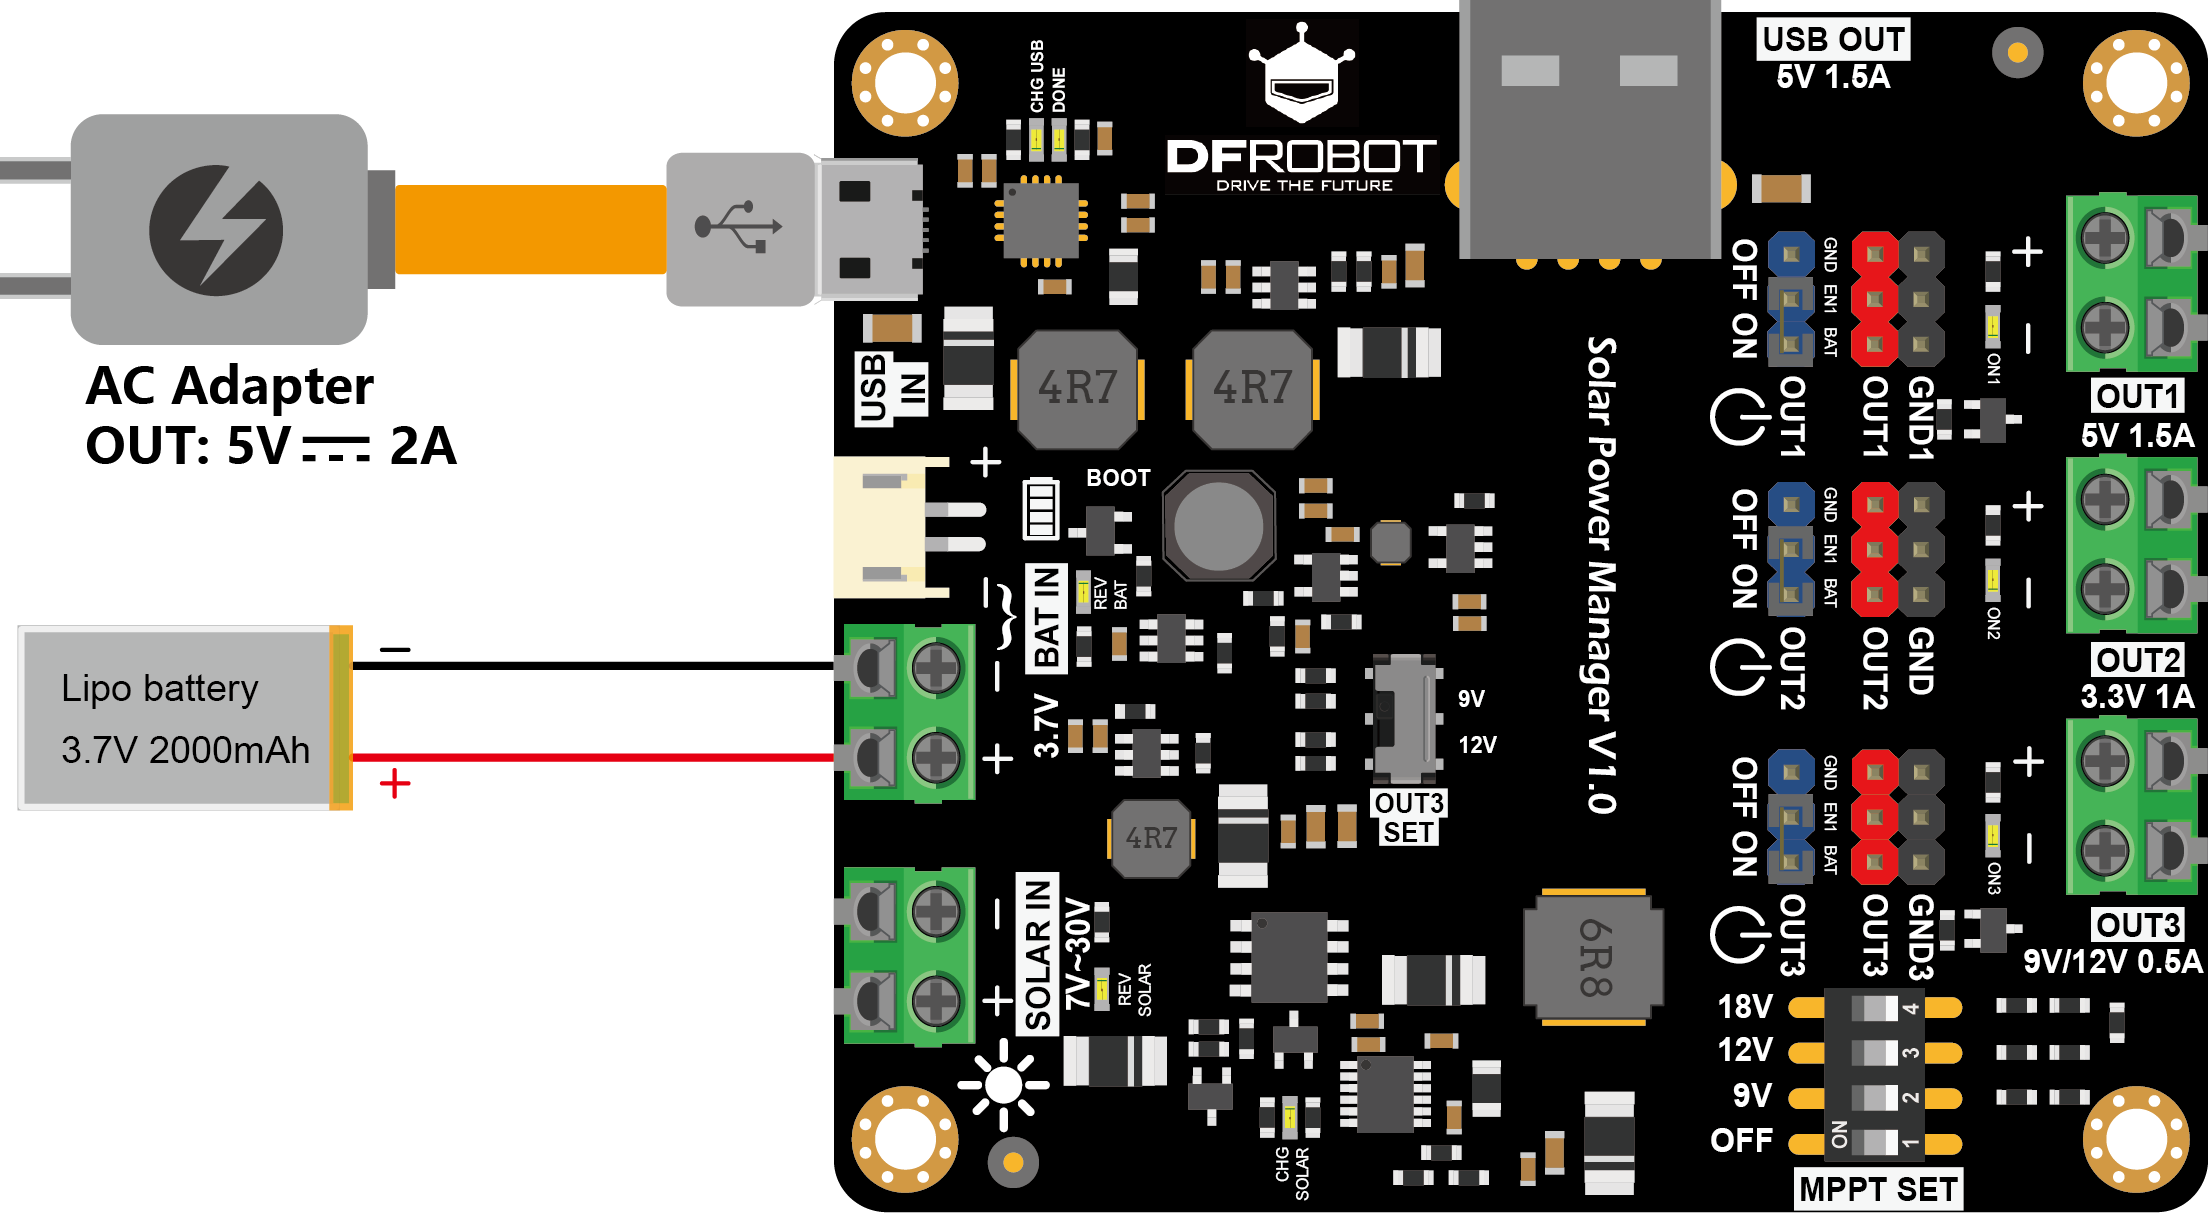 AC Adapter
OUT: 5V 2A
Lipo battery
3.7V 2000mAh
−
+
CHG USB
DONE
DFROBOT
DRIVE THE FUTURE
USB OUT
5V 1.5A
USB
IN
4R7
4R7
BOOT
+
−
BAT IN
REV
BAT
3.7V
−
+
4R7
9V
12V
OUT3
SET
Solar Power Manager V1.0
SOLAR IN
7V~30V
−
+
REV
SOLAR
6R8
CHG
SOLAR
OFF ON
GND
EN1
BAT
OUT1
OUT1
GND1
ON1
+
−
OUT1
5V 1.5A
OFF ON
GND
EN1
BAT
OUT2
OUT2
GND
ON2
+
−
OUT2
3.3V 1A
OFF ON
GND
EN1
BAT
OUT3
OUT3
GND3
ON3
+
−
OUT3
9V/12V 0.5A
18V
12V
9V
OFF
ON
4
3
2
1
MPPT SET